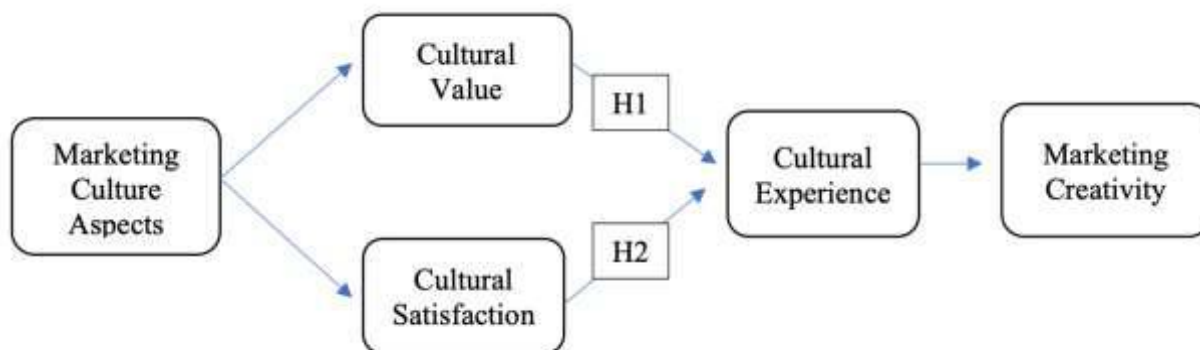 Marketing
Culture
Aspects
Cultural
Value
H1
Cultural
Satisfaction
H2
Cultural
Experience
Marketing
Creativity